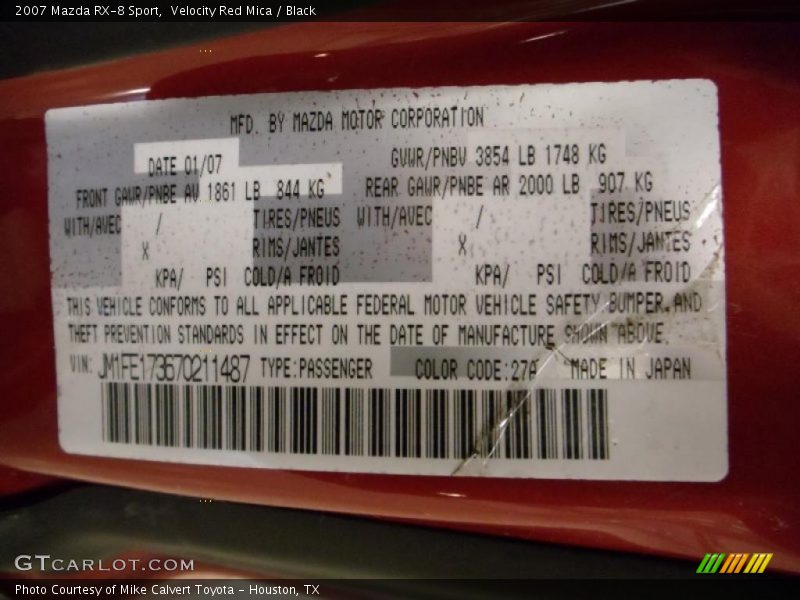 2007 Mazda RX-8 Sport, Velocity Red Mica / Black
MFD. BY MAZDA MOTOR CORPORATION
DATE 01/07 GVWR/PNBV 3854 LB 1748 KG
FRONT GAWR/PNBE AV 1861 LB 844 KG REAR GAWR/PNBE AR 2000 LB 907 KG
WITH/AVEC / TIRES/PNEUS WITH/AVEC / TIRES/PNEUS
X RIMS/JANTES X RIMS/JANTES
KPA/ PSI COLD/A FROID KPA/ PSI COLD/A FROID
THIS VEHICLE CONFORMS TO ALL APPLICABLE FEDERAL MOTOR VEHICLE SAFETY BUMPER AND
THEFT PREVENTION STANDARDS IN EFFECT ON THE DATE OF MANUFACTURE SHOWN ABOVE.
VIN: JM1FE173670211487 TYPE:PASSENGER COLOR CODE:27A MADE IN JAPAN
GTCARLOT.COM
Photo Courtesy of Mike Calvert Toyota - Houston, TX